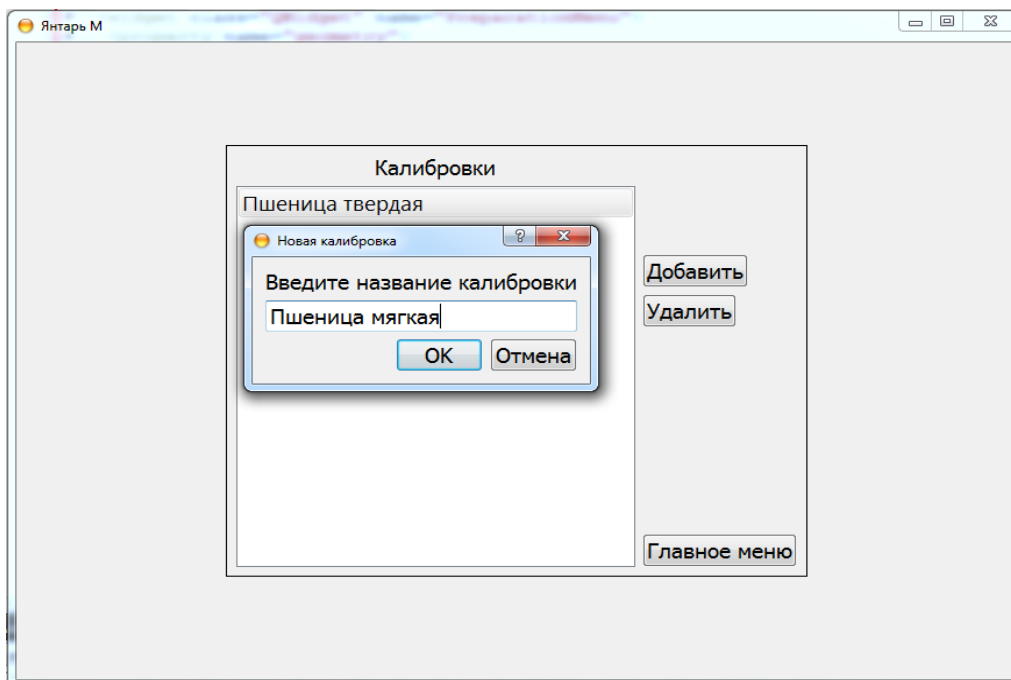 Янтарь М
Калибровки
Пшеница твердая
Новая калибровка
Введите название калибровки
Пшеница мягкая
OK
Отмена
Добавить
Удалить
Главное меню